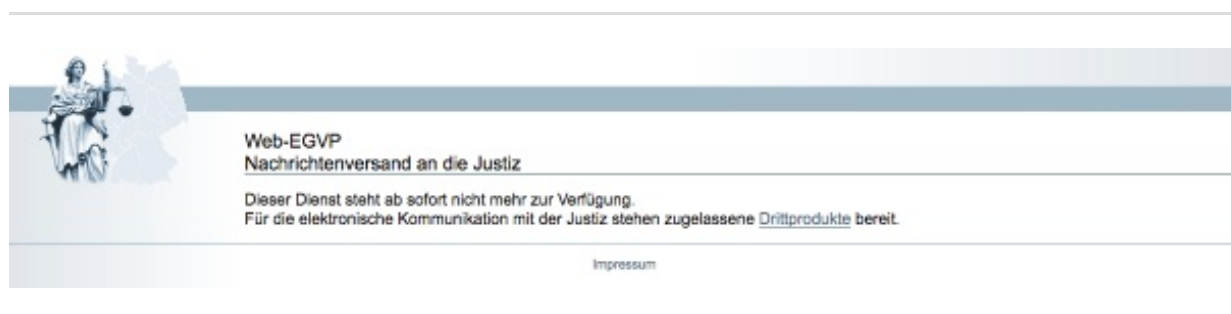 Web-EGVP
Nachrichtenversand an die Justiz
Dieser Dienst steht ab sofort nicht mehr zur Verfügung.
Für die elektronische Kommunikation mit der Justiz stehen zugelassene Drittprodukte bereit.
Impressum